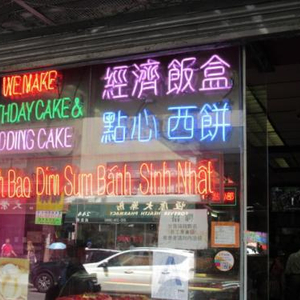 WE MAKE
THDAY CAKE &
DDING CAKE
經濟飯盒
點心 西餅
h Bao Dim Sum Bánh Sinh Nhật